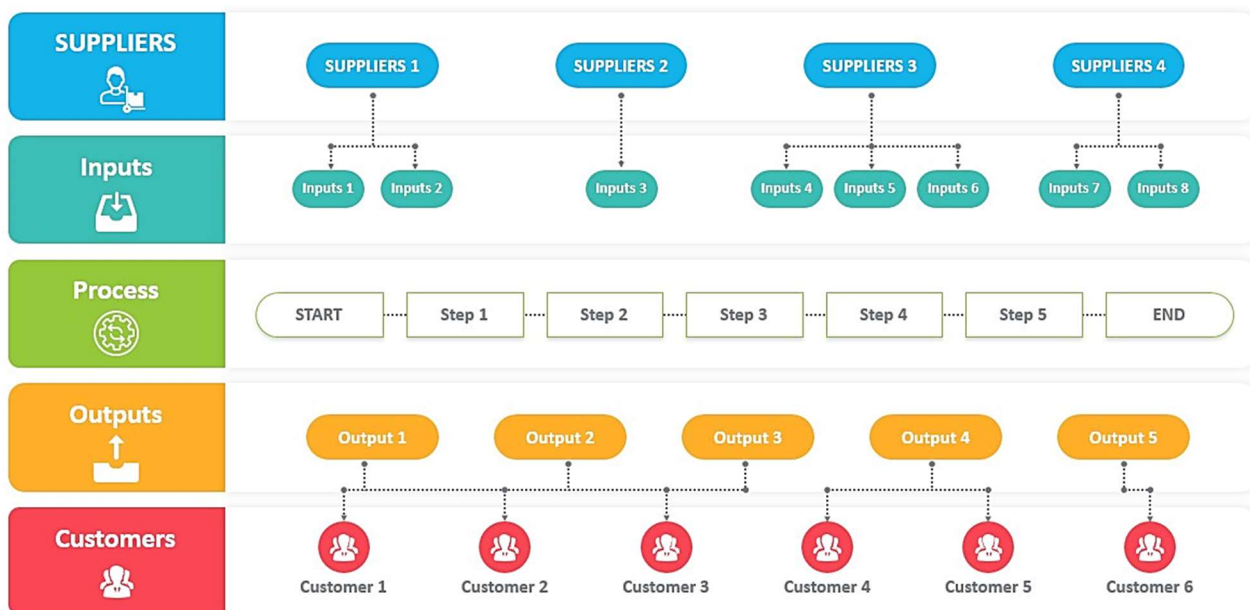 SUPPLIERS
SUPPLIERS 1
SUPPLIERS 2
SUPPLIERS 3
SUPPLIERS 4
Inputs
Inputs 1
Inputs 2
Inputs 3
Inputs 4
Inputs 5
Inputs 6
Inputs 7
Inputs 8
Process
START
Step 1
Step 2
Step 3
Step 4
Step 5
END
Outputs
Output 1
Output 2
Output 3
Output 4
Output 5
Customers
Customer 1
Customer 2
Customer 3
Customer 4
Customer 5
Customer 6